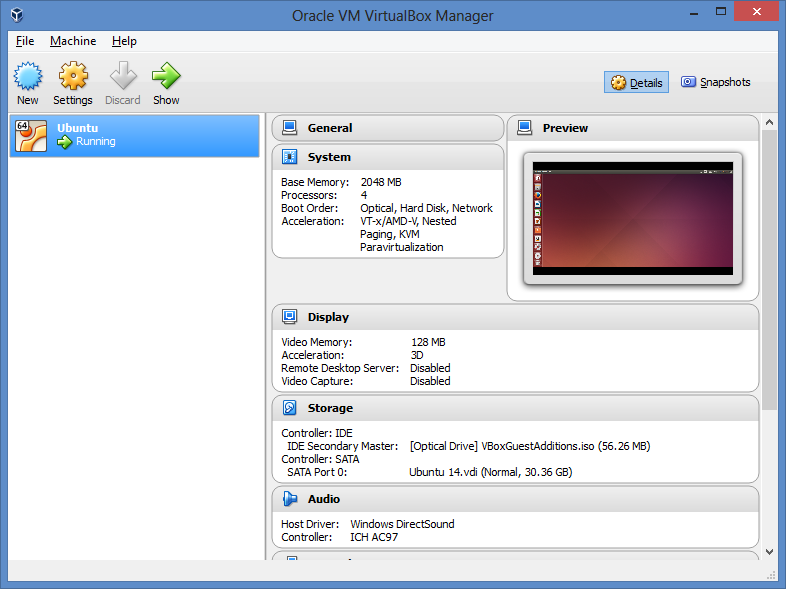 Oracle VM VirtualBox Manager
File Machine Help
New Settings Discard Show
Details Snapshots
64
Ubuntu
Running
General
System
Base Memory: 2048 MB
Processors: 4
Boot Order: Optical, Hard Disk, Network
Acceleration: VT-x/AMD-V, Nested
Paging, KVM
Paravirtualization
Preview
Display
Video Memory: 128 MB
Acceleration: 3D
Remote Desktop Server: Disabled
Video Capture: Disabled
Storage
Controller: IDE
IDE Secondary Master: [Optical Drive] VBoxGuestAdditions.iso (56.26 MB)
Controller: SATA
SATA Port 0: Ubuntu 14.vdi (Normal, 30.36 GB)
Audio
Host Driver: Windows DirectSound
Controller: ICH AC97